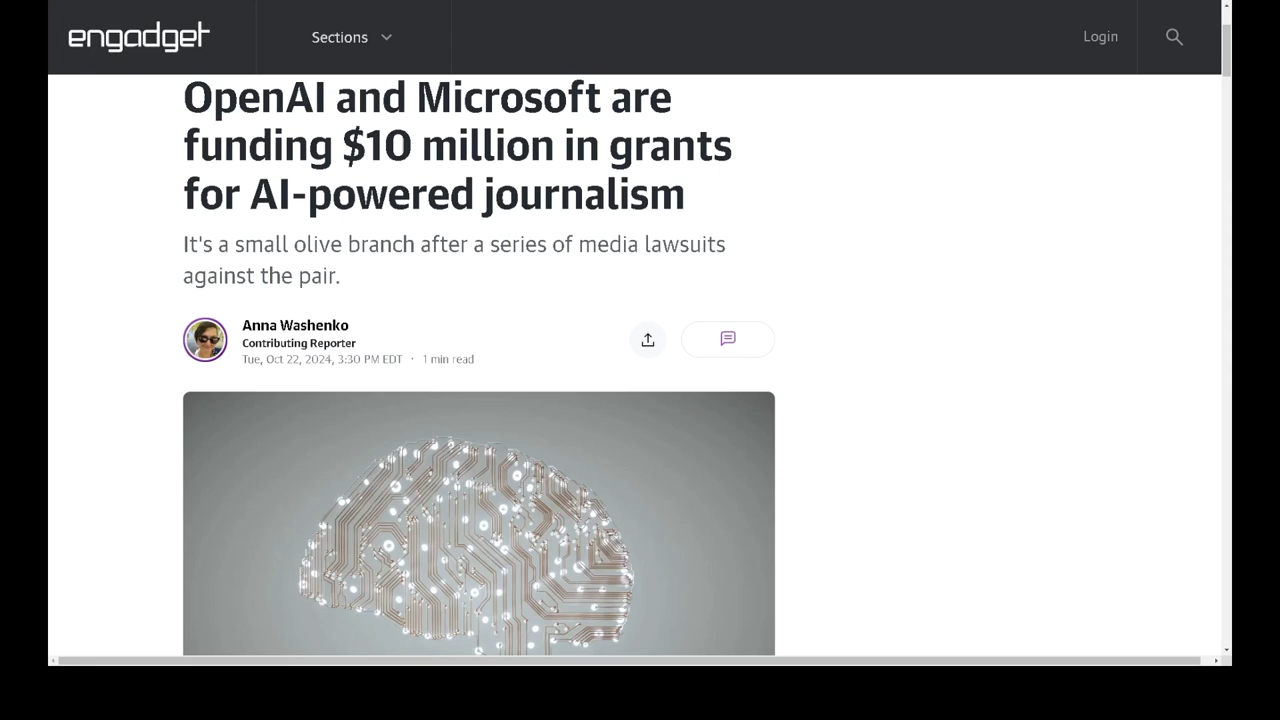 engadget
Sections
Login
OpenAI and Microsoft are
funding $10 million in grants
for AI-powered journalism
It's a small olive branch after a series of media lawsuits
against the pair.
Anna Washenko
Contributing Reporter
Tue, Oct 22, 2024, 3:30 PM EDT · 1 min read